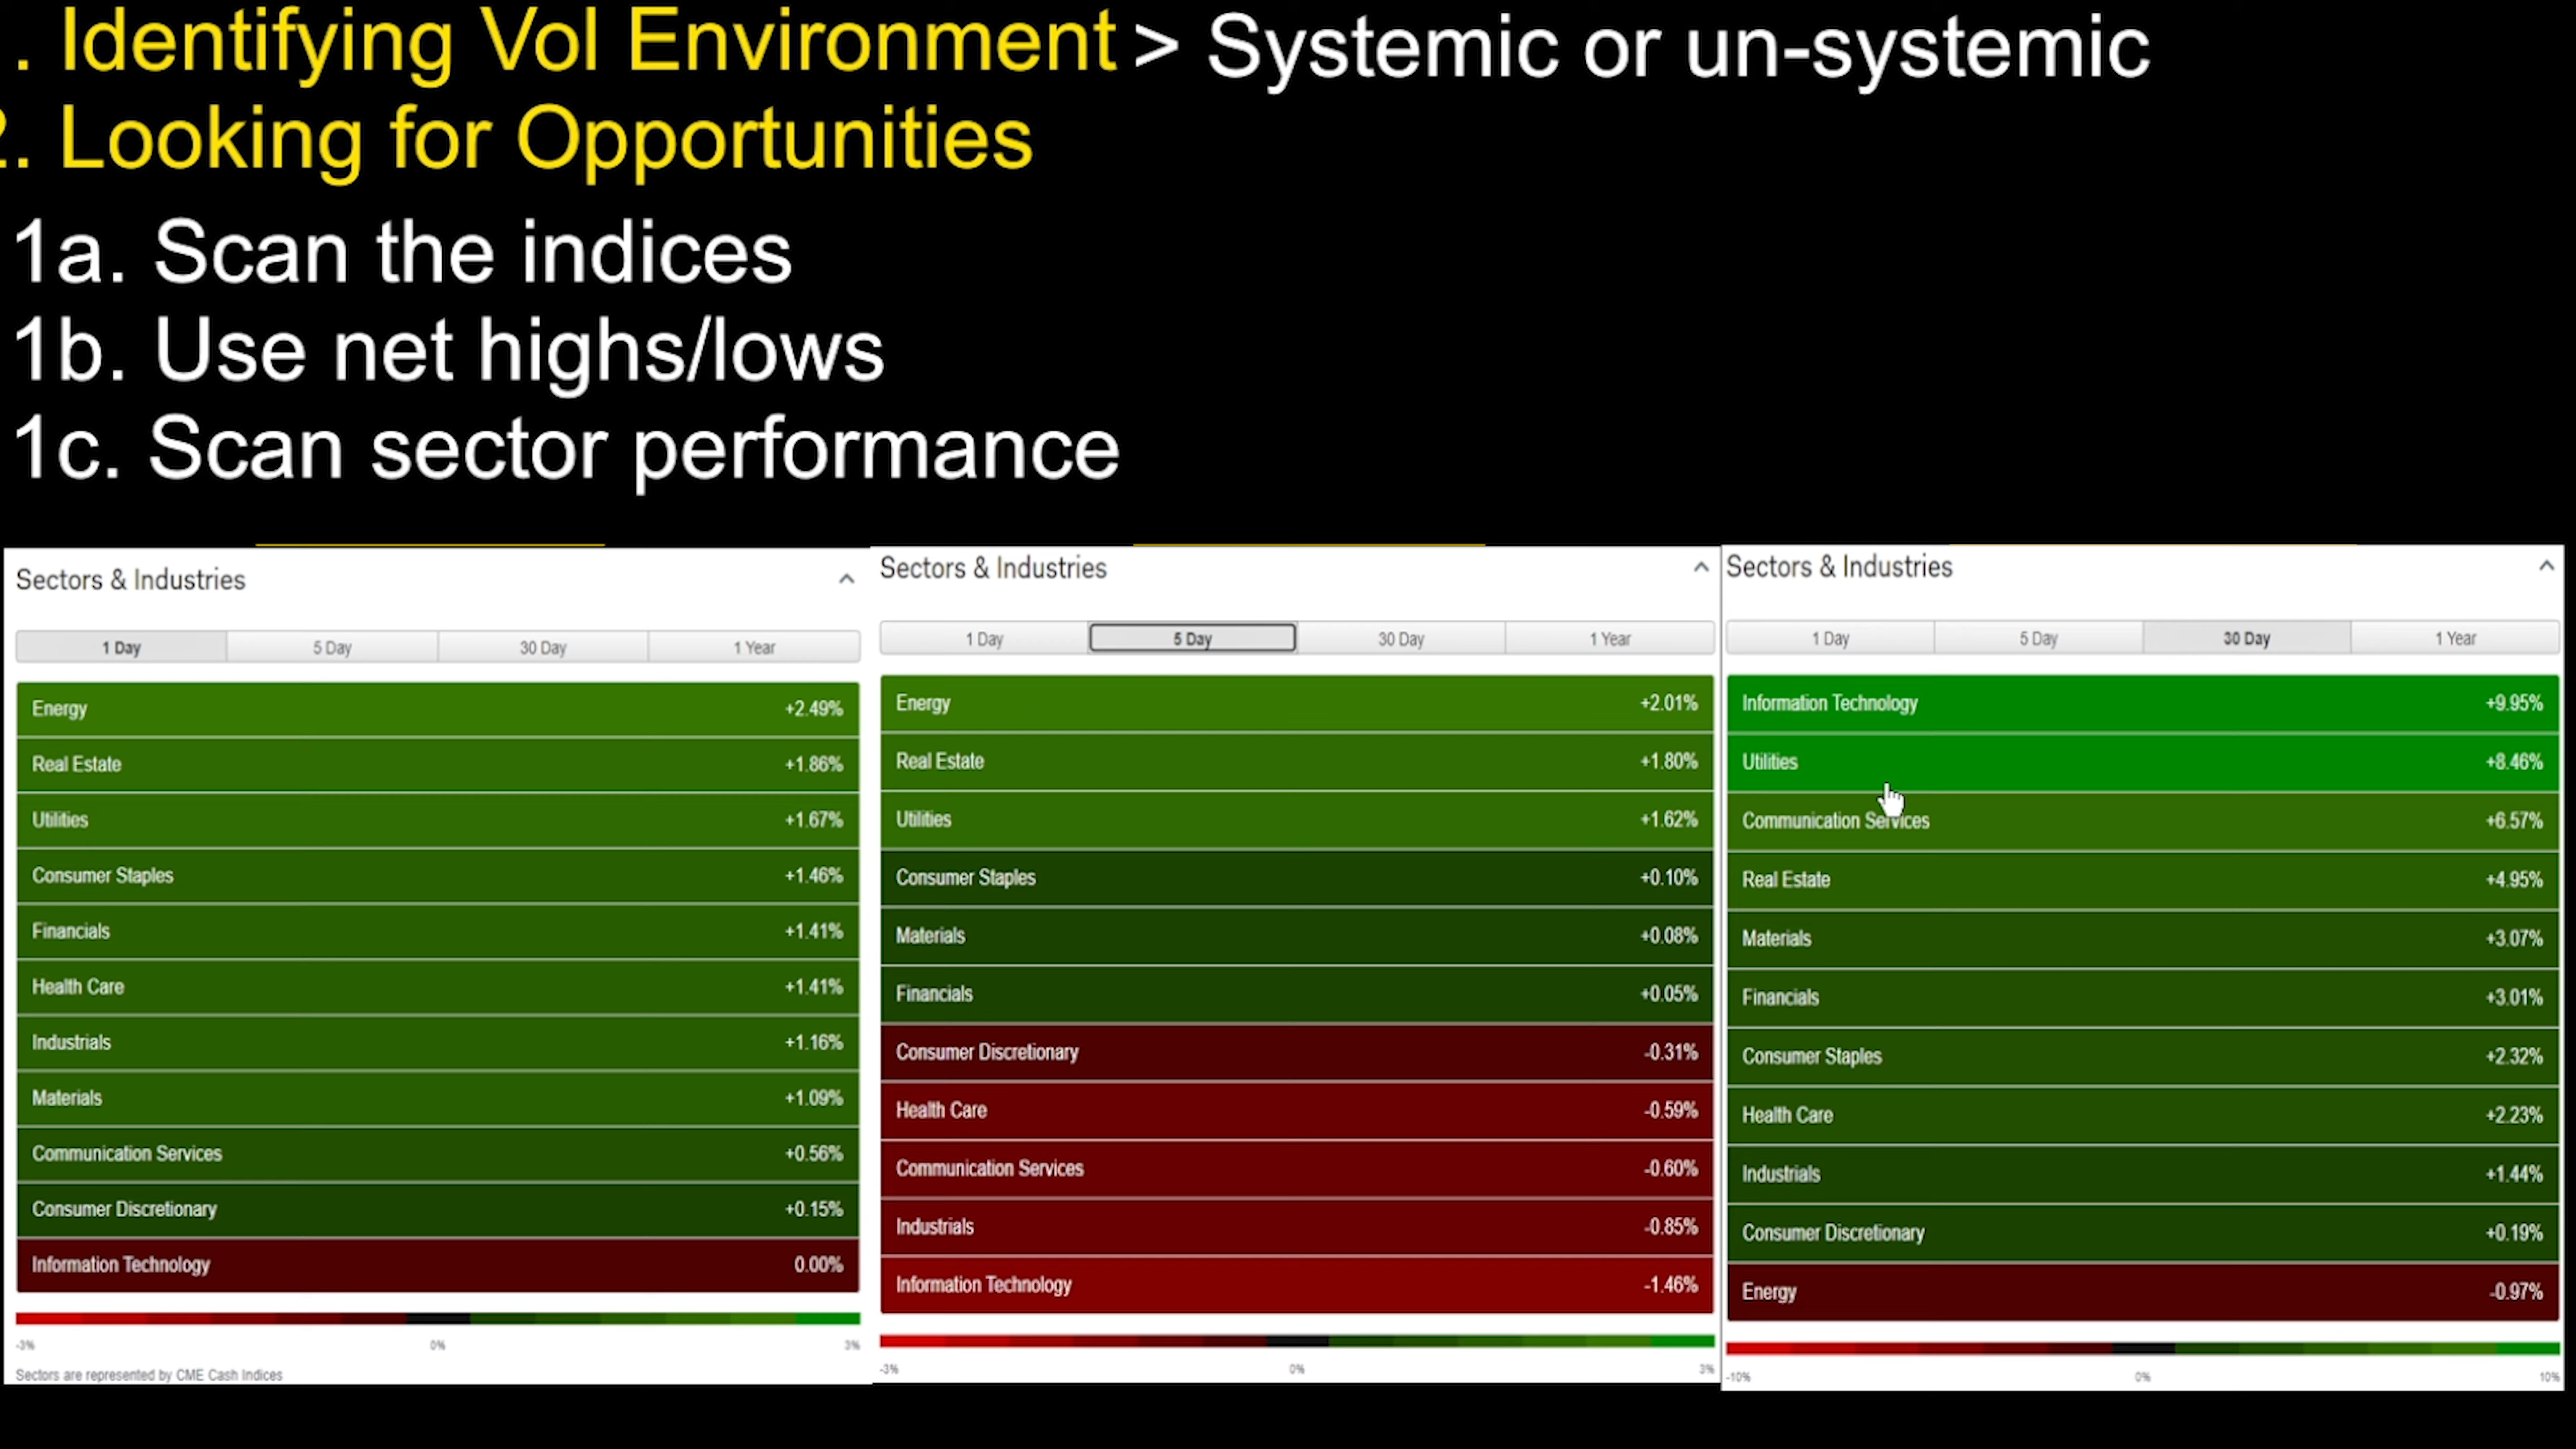 . Identifying Vol Environment > Systemic or un-systemic
2. Looking for Opportunities
1a. Scan the indices
1b. Use net highs/lows
1c. Scan sector performance
Sectors & Industries
1 Day 5 Day 30 Day 1 Year
Energy +2.49%
Real Estate +1.86%
Utilities +1.67%
Consumer Staples +1.46%
Financials +1.41%
Health Care +1.41%
Industrials +1.16%
Materials +1.09%
Communication Services +0.56%
Consumer Discretionary +0.15%
Information Technology 0.00%
-3% 0% 3%
Sectors are represented by CME Cash Indices
Sectors & Industries
1 Day 5 Day 30 Day 1 Year
Energy +2.01%
Real Estate +1.80%
Utilities +1.62%
Consumer Staples +0.10%
Materials +0.08%
Financials +0.05%
Consumer Discretionary -0.31%
Health Care -0.59%
Communication Services -0.60%
Industrials -0.85%
Information Technology -1.46%
-3% 0% 3%
Sectors & Industries
1 Day 5 Day 30 Day 1 Year
Information Technology +9.95%
Utilities +8.46%
Communication Services +6.57%
Real Estate +4.95%
Materials +3.07%
Financials +3.01%
Consumer Staples +2.32%
Health Care +2.23%
Industrials +1.44%
Consumer Discretionary +0.19%
Energy -0.97%
-10% 0% 10%